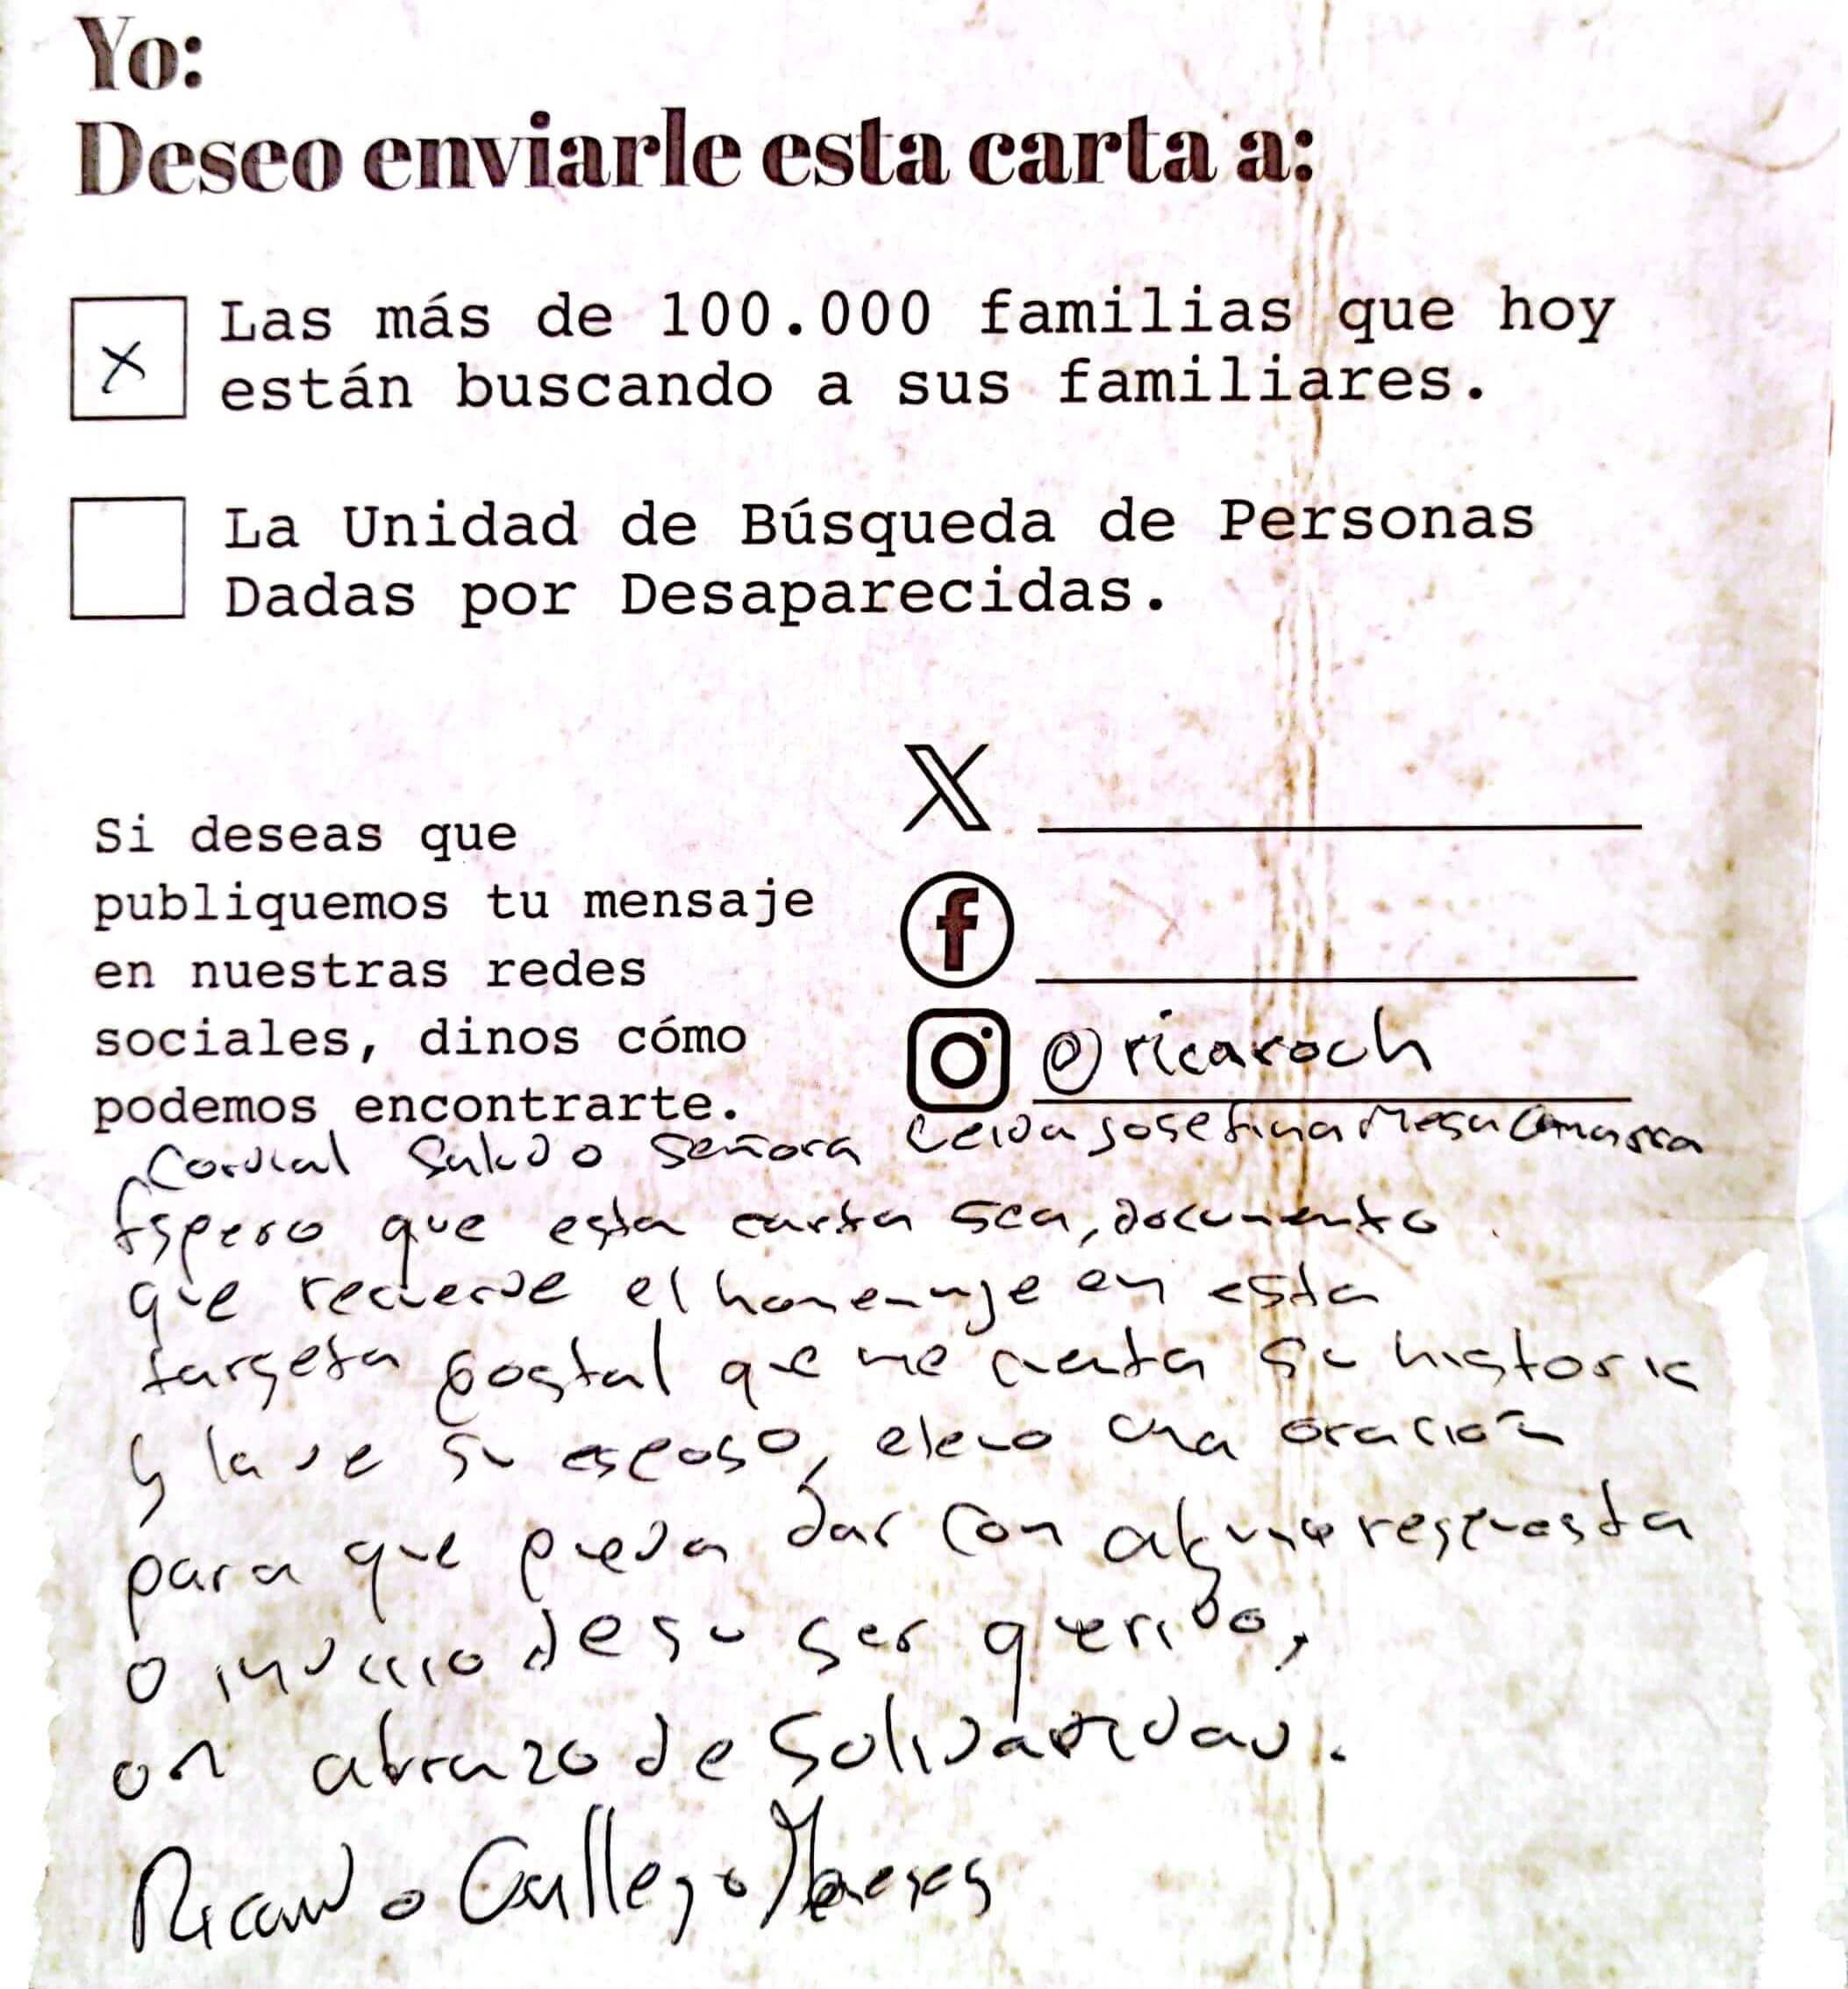 Yo:
Deseo enviarle esta carta a:
X Las más de 100.000 familias que hoy
están buscando a sus familiares.
La Unidad de Búsqueda de Personas
Dadas por Desaparecidas.
Si deseas que
publiquemos tu mensaje
en nuestras redes
sociales, dinos cómo
podemos encontrarte.
@ricaroch
Cordial Saludo Señora Leida Josefina Mesa
Espero que esta carta sea, documento
que recuerde el homenaje en esta
targeta postal que me cuenta su historia
y la de su esposo, elevo una oración
para que pueda dar con alguna respuesta
o indicio de su ser querido,
un abrazo de Solidaridad.
Ricardo Gallego